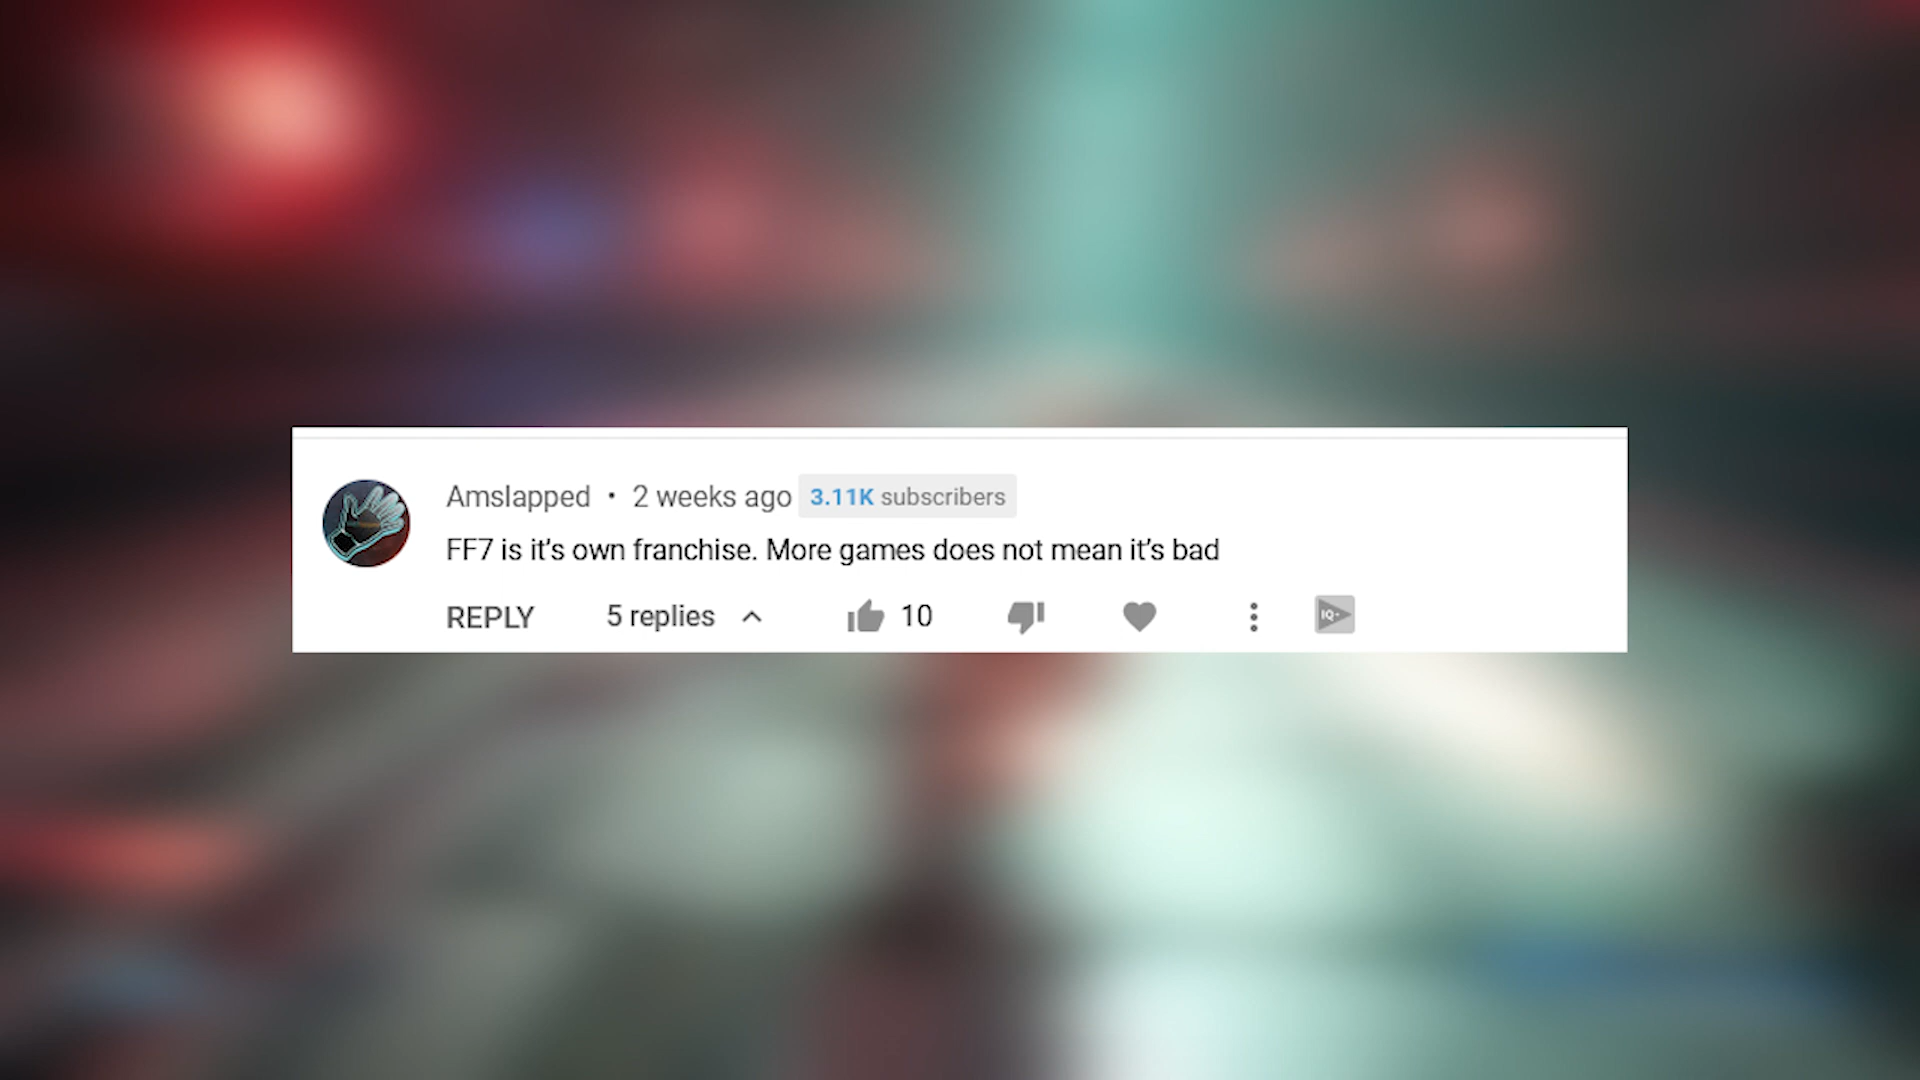 Amslapped • 2 weeks ago 3.11K subscribers
FF7 is it’s own franchise. More games does not mean it’s bad
REPLY 5 replies 10 IQ